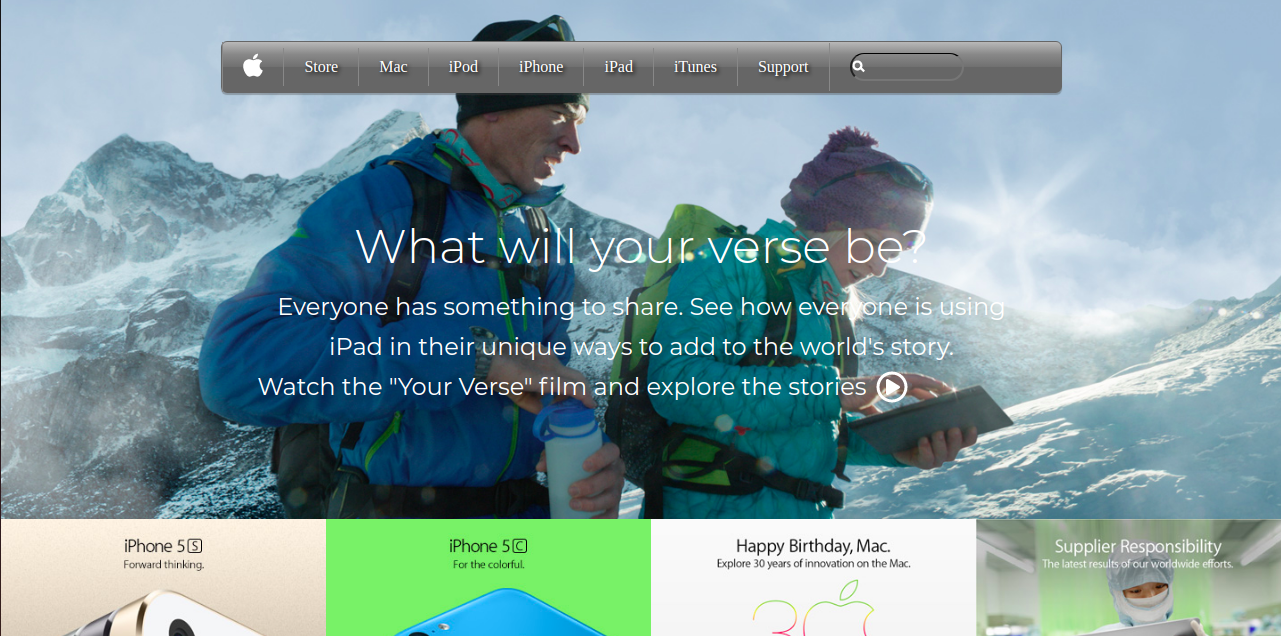 Store Mac iPod iPhone iPad iTunes Support
What will your verse be?
Everyone has something to share. See how everyone is using
iPad in their unique ways to add to the world's story.
Watch the "Your Verse" film and explore the stories
iPhone 5S
Forward thinking.
iPhone 5C
For the colorful.
Happy Birthday, Mac.
Explore 30 years of innovation on the Mac.
30
Supplier Responsibility
The latest results of our worldwide efforts.